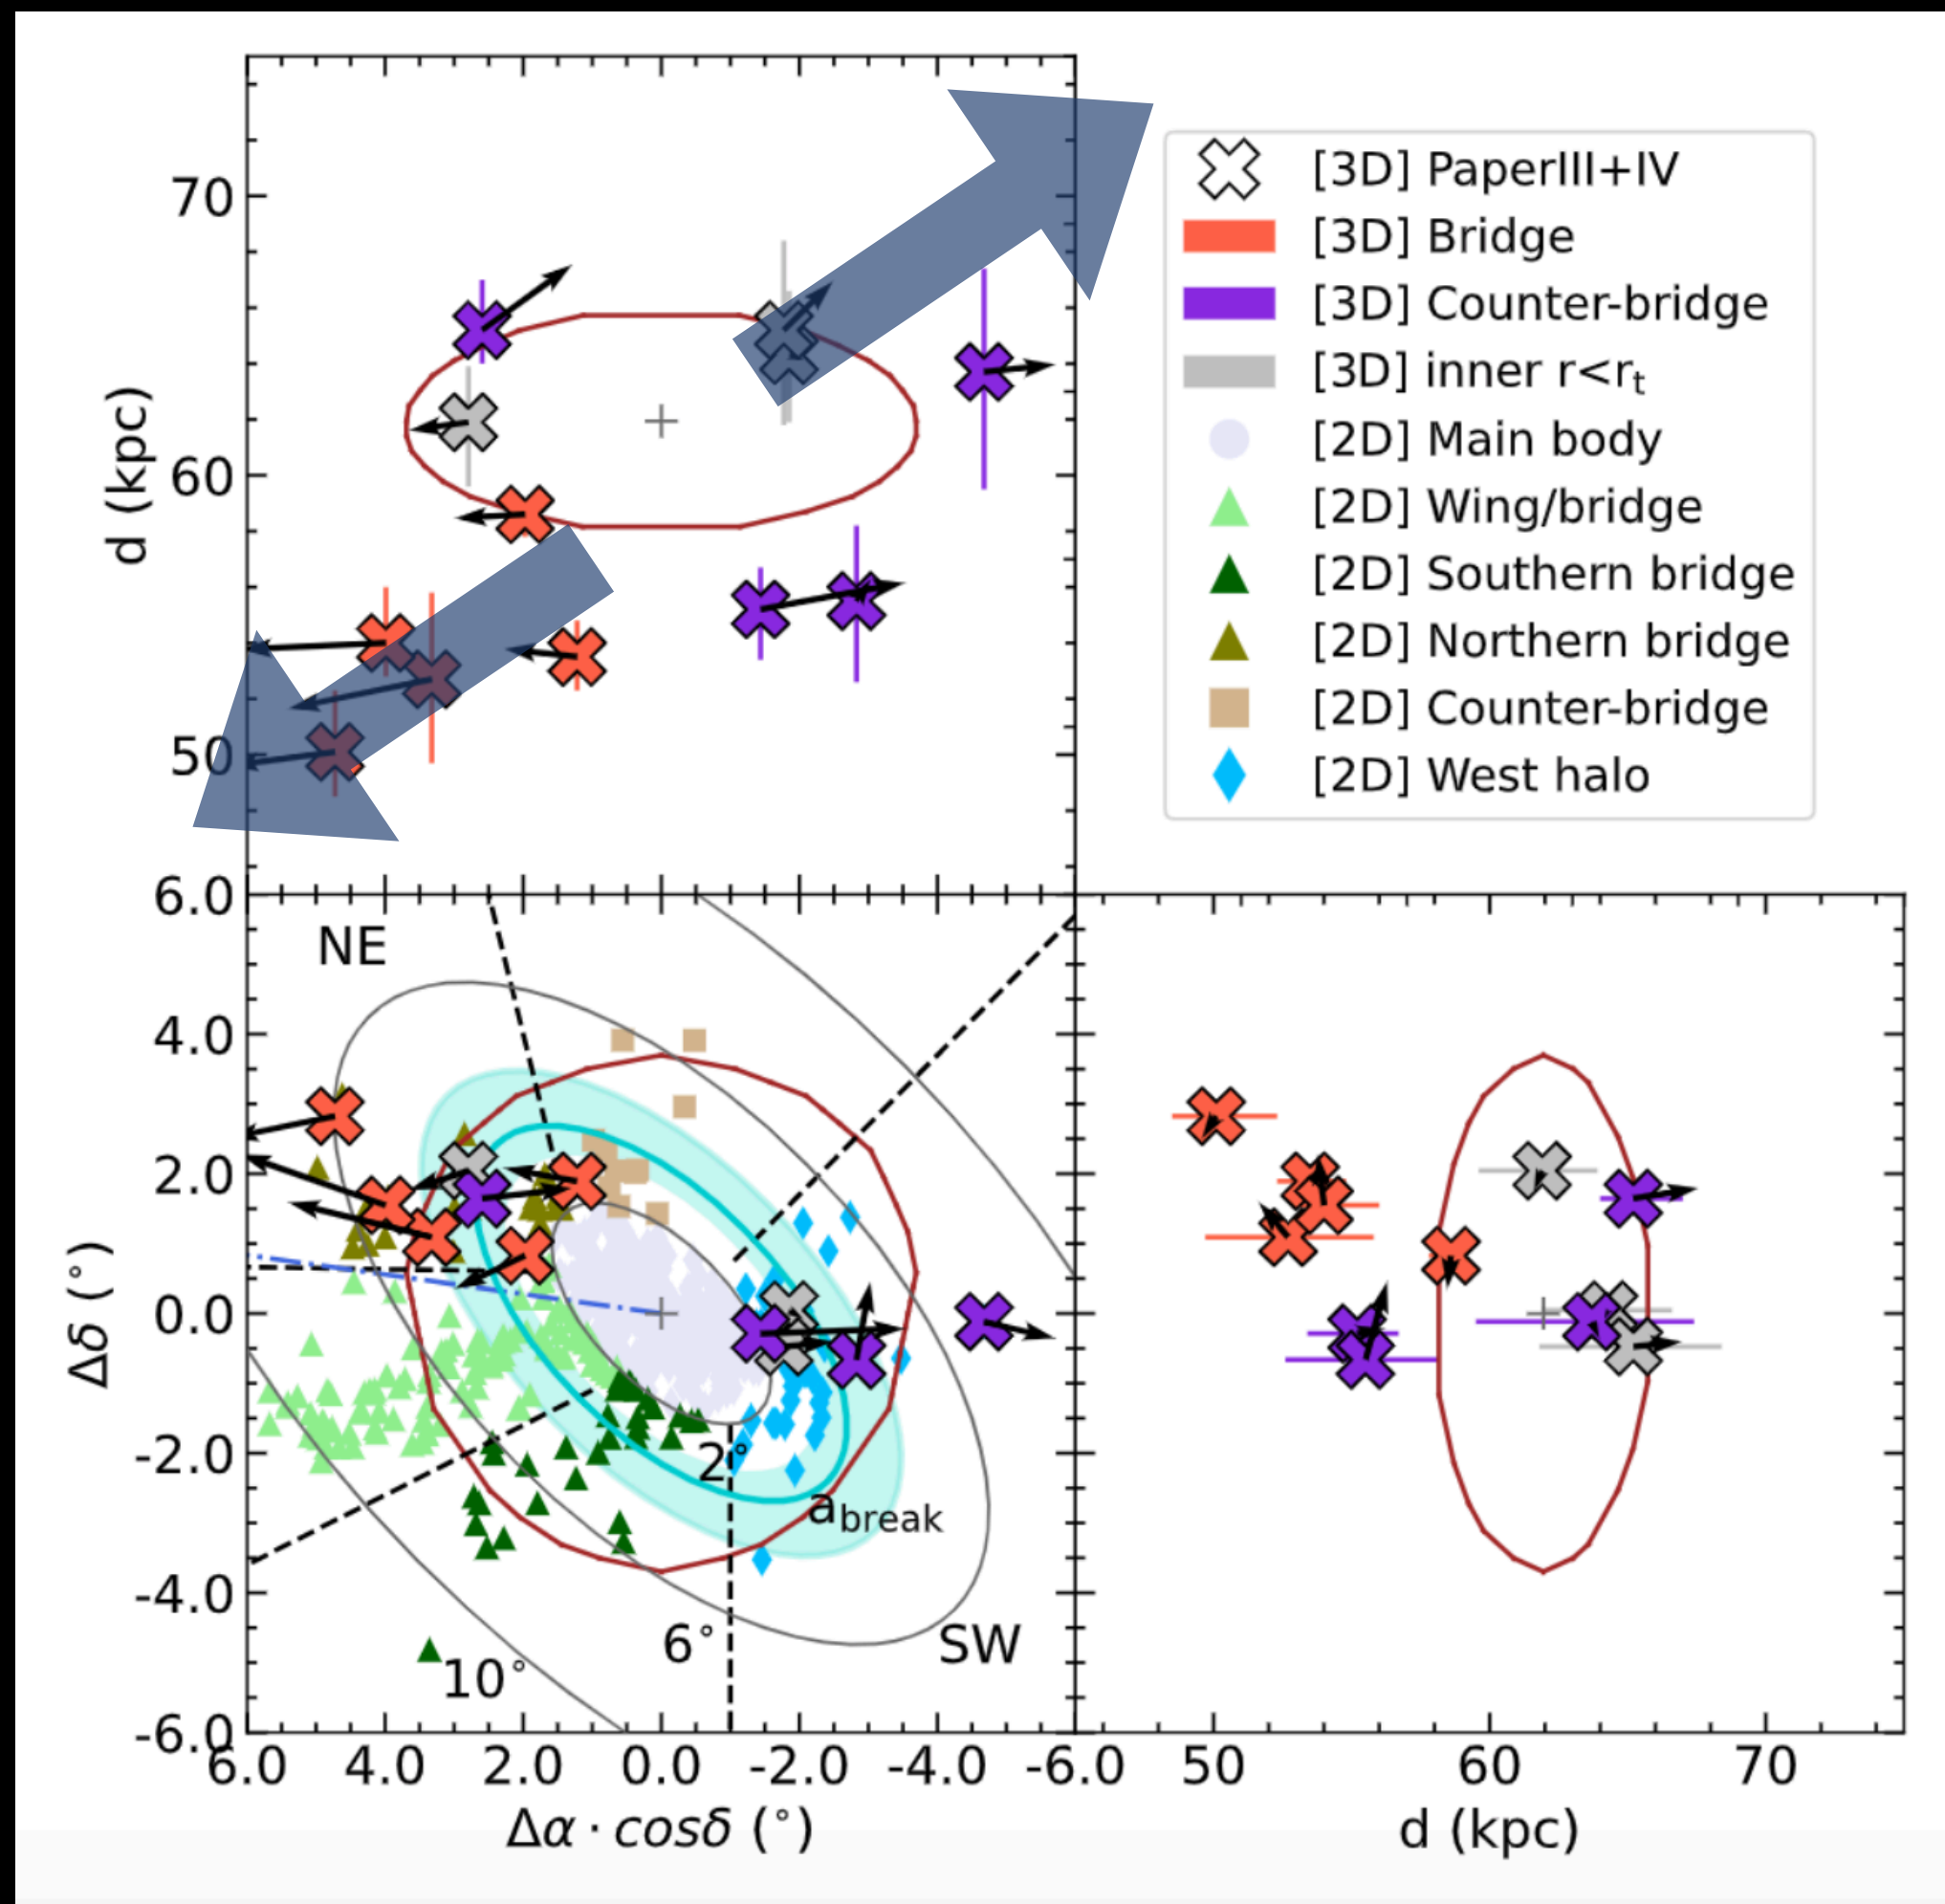 70
60
50
d (kpc)
[3D] PaperIII+IV
[3D] Bridge
[3D] Counter-bridge
[3D] inner r<rt
[2D] Main body
[2D] Wing/bridge
[2D] Southern bridge
[2D] Northern bridge
[2D] Counter-bridge
[2D] West halo
6.0
4.0
2.0
0.0
-2.0
-4.0
-6.0
Δδ (°)
NE
2°
abreak
6°
SW
10°
6.0 4.0 2.0 0.0 -2.0 -4.0 -6.0
Δα · cosδ (°)
50 60 70
d (kpc)